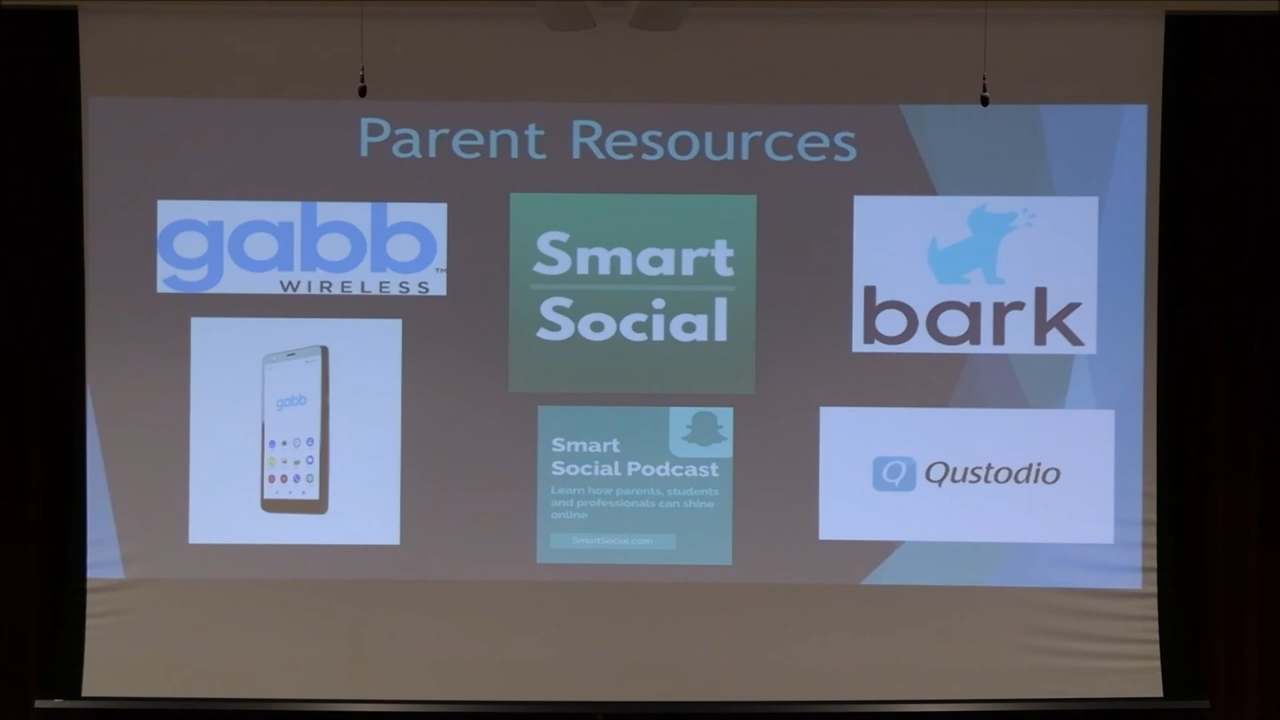 Parent Resources
gabb
™
WIRELESS
gabb
Smart
Social
Smart
Social Podcast
Learn how parents, students
and professionals can shine
online
SmartSocial.com
bark
Qustodio